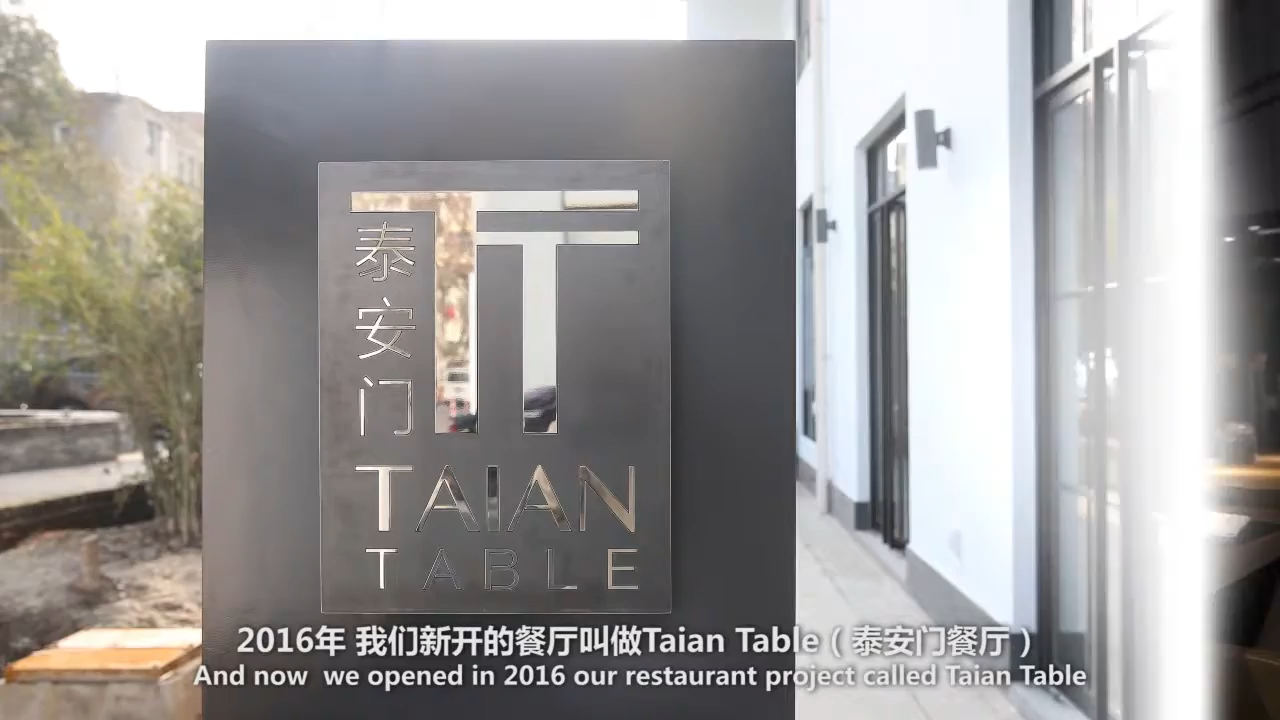 泰安门
TAIAN
TABLE
2016年 我们新开的餐厅叫做Taian Table（泰安门餐厅）
And now  we opened in 2016 our restaurant project called Taian Table